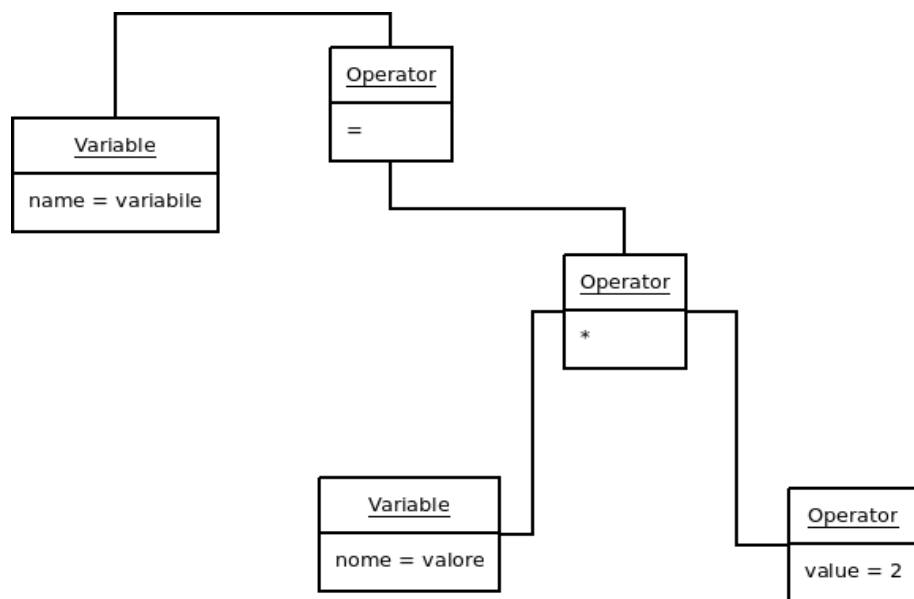 Operator
=
Variable
name = variabile
Operator
*
Variable
nome = valore
Operator
value = 2